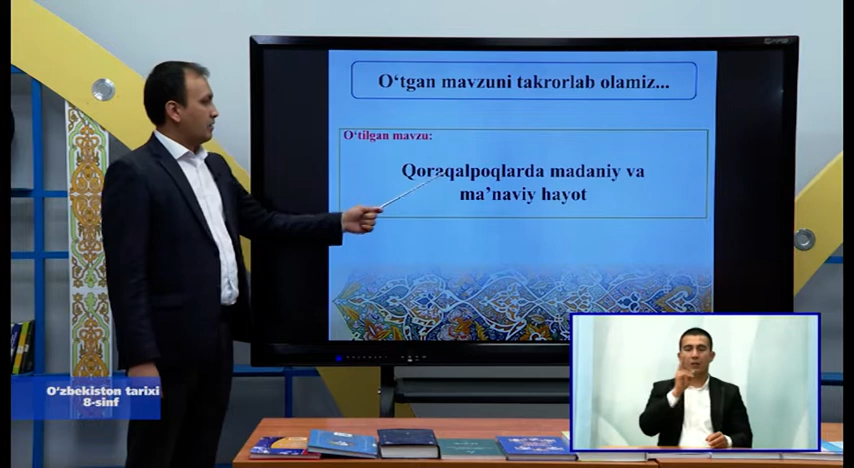 O‘tgan mavzuni takrorlab olamiz...
O‘tilgan mavzu:
Qoraqalpoqlarda madaniy va
ma’naviy hayot
O‘zbekiston tarixi
8-sinf